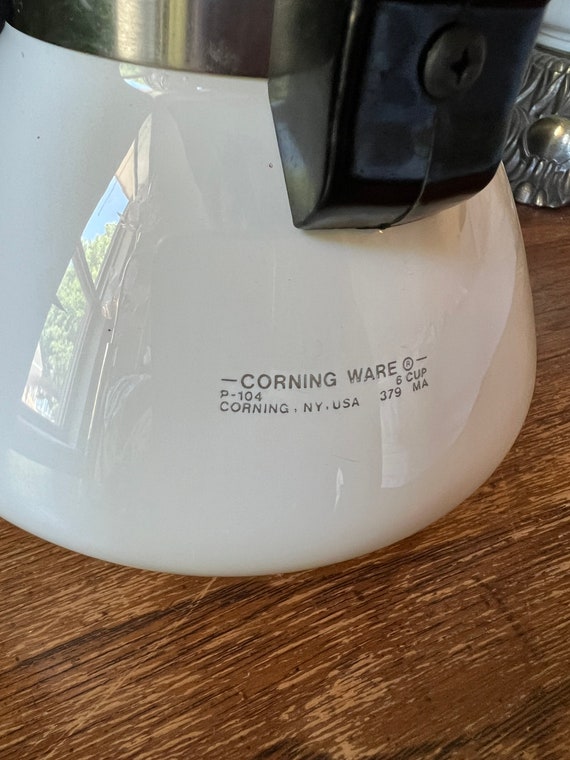 —CORNING WARE®—
P-104 6 CUP
CORNING, NY, USA 379 MA